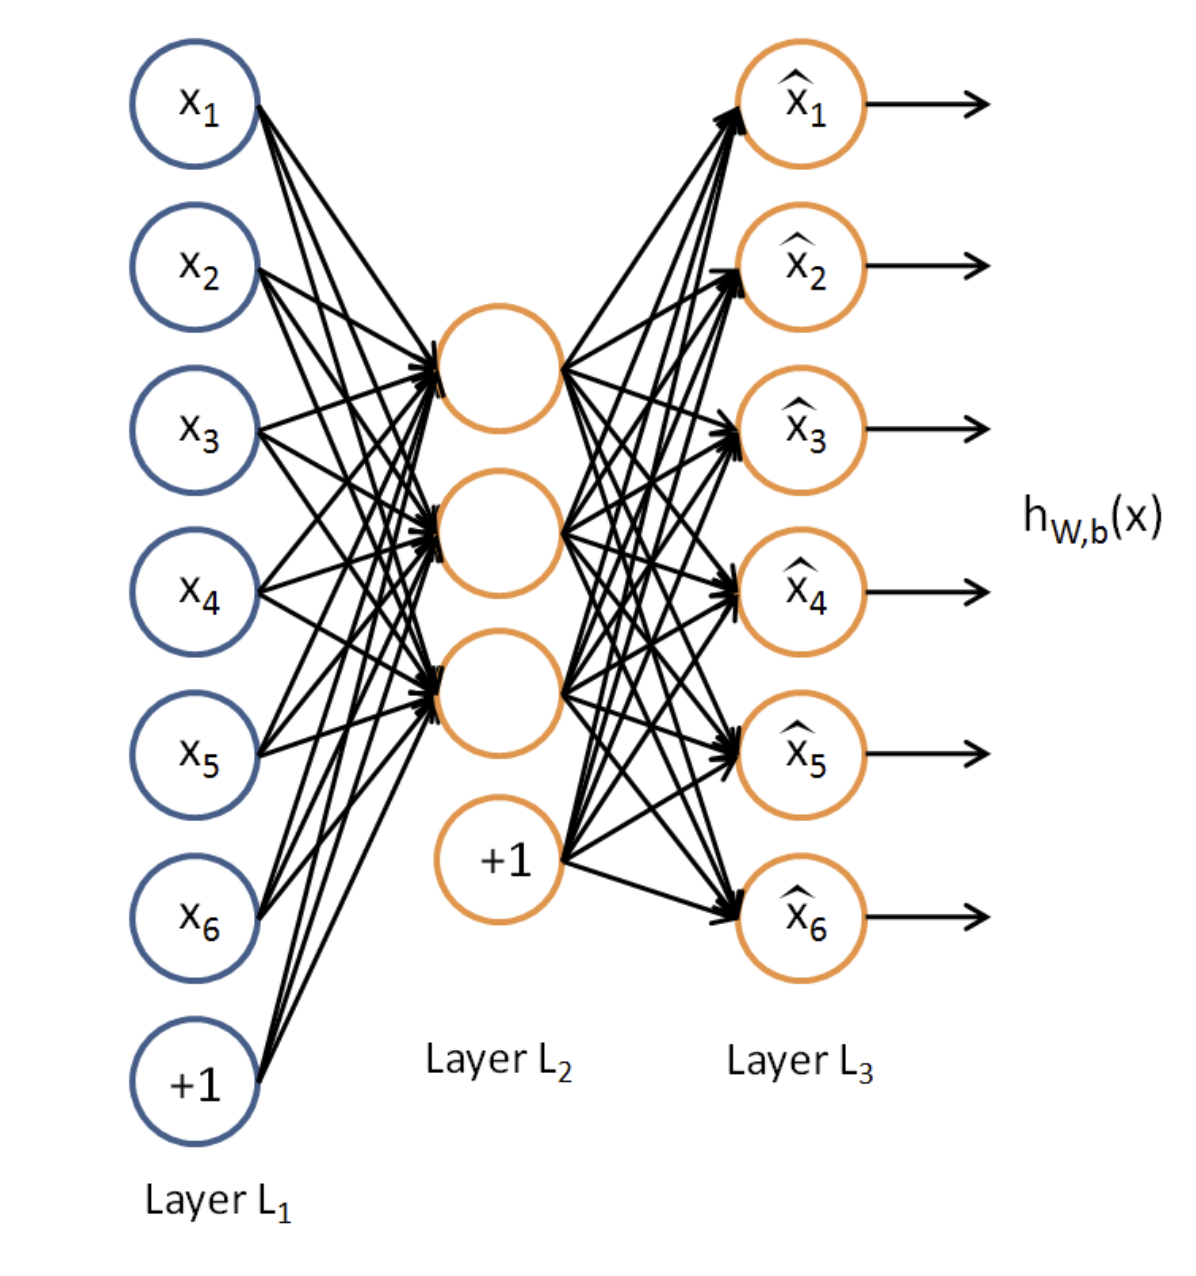 x₁
x₂
x₃
x₄
x₅
x₆
+1
Layer L₁
+1
Layer L₂
x̂₁
x̂₂
x̂₃
x̂₄
x̂₅
x̂₆
Layer L₃
h_W,b(x)